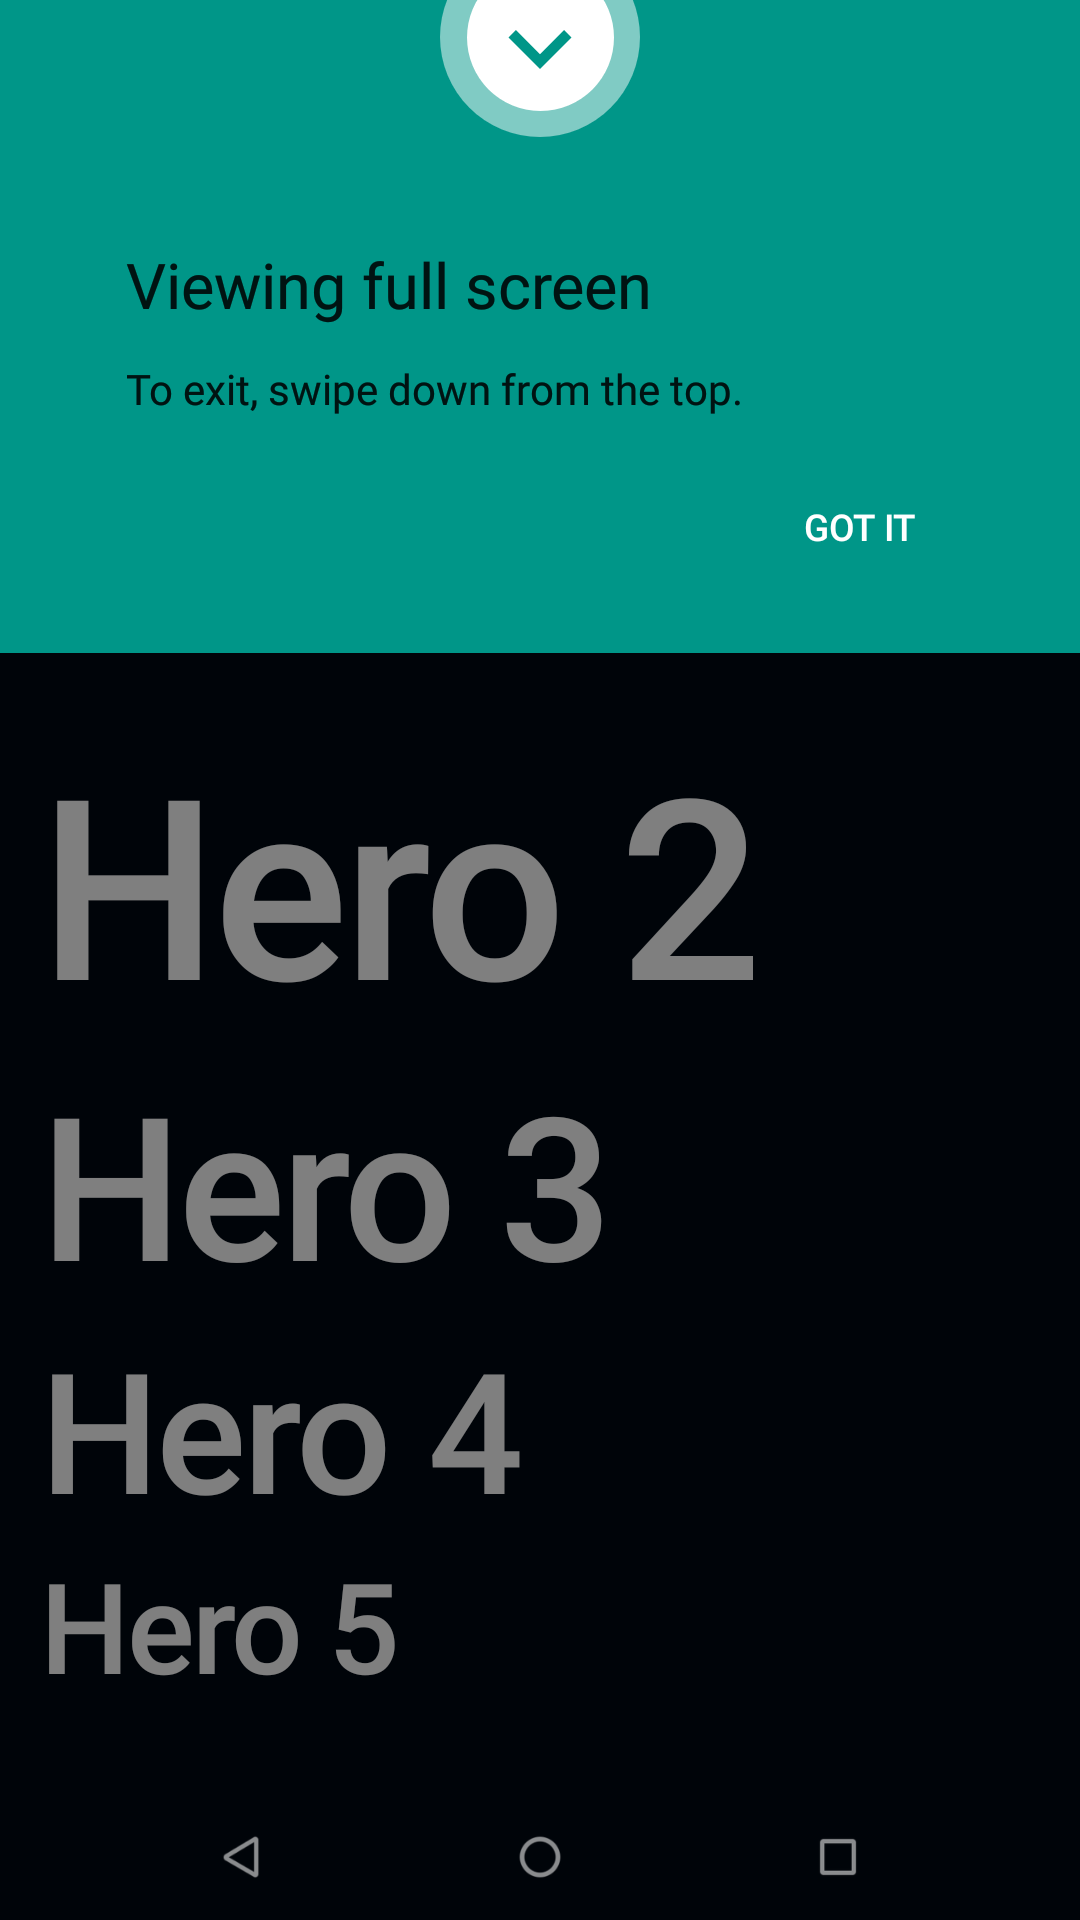 Viewing full screen
To exit, swipe down from the top.
GOT IT
Hero 2
Hero 3
Hero 4
Hero 5